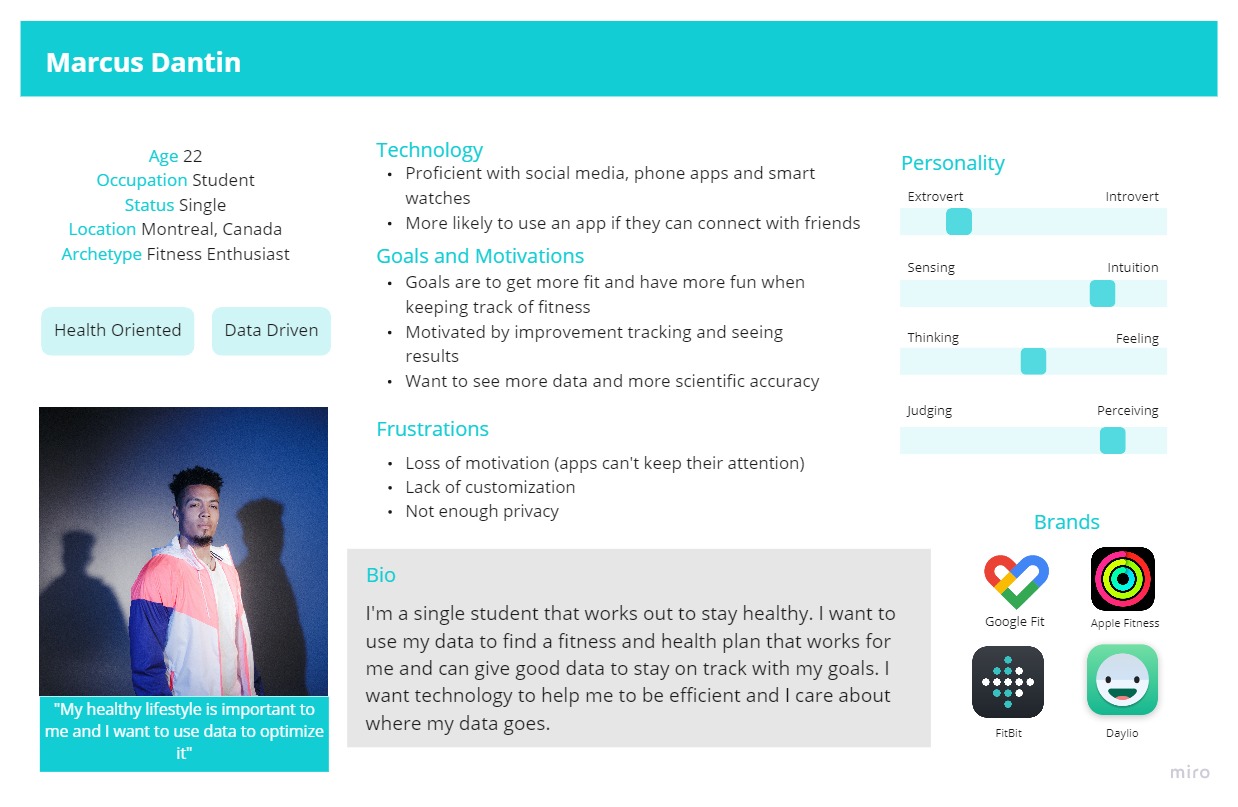 Marcus Dantin
Age 22
Occupation Student
Status Single
Location Montreal, Canada
Archetype Fitness Enthusiast
Health Oriented
Data Driven
"My healthy lifestyle is important to
me and I want to use data to optimize
it"
Technology
• Proficient with social media, phone apps and smart
watches
• More likely to use an app if they can connect with friends
Goals and Motivations
• Goals are to get more fit and have more fun when
keeping track of fitness
• Motivated by improvement tracking and seeing
results
• Want to see more data and more scientific accuracy
Frustrations
• Loss of motivation (apps can't keep their attention)
• Lack of customization
• Not enough privacy
Bio
I'm a single student that works out to stay healthy. I want to
use my data to find a fitness and health plan that works for
me and can give good data to stay on track with my goals. I
want technology to help me to be efficient and I care about
where my data goes.
Personality
Extrovert Introvert
Sensing Intuition
Thinking Feeling
Judging Perceiving
Brands
Google Fit
Apple Fitness
FitBit
Daylio
miro